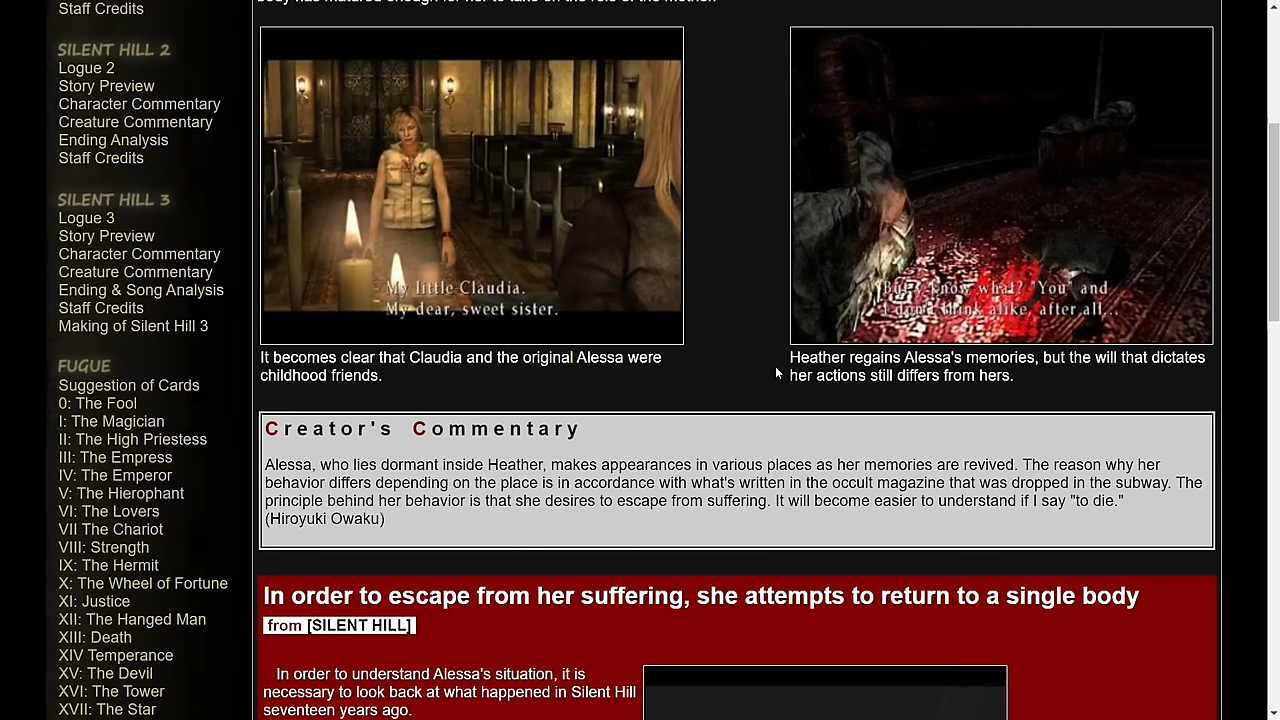 Staff Credits
SILENT HILL 2
Logue 2
Story Preview
Character Commentary
Creature Commentary
Ending Analysis
Staff Credits
SILENT HILL 3
Logue 3
Story Preview
Character Commentary
Creature Commentary
Ending & Song Analysis
Staff Credits
Making of Silent Hill 3
FUGUE
Suggestion of Cards
0: The Fool
I: The Magician
II: The High Priestess
III: The Empress
IV: The Emperor
V: The Hierophant
VI: The Lovers
VII The Chariot
VIII: Strength
IX: The Hermit
X: The Wheel of Fortune
XI: Justice
XII: The Hanged Man
XIII: Death
XIV Temperance
XV: The Devil
XVI: The Tower
XVII: The Star
My little Claudia.
My dear, sweet sister.
But y'know what? "You" and
I don't think alike, after all...
It becomes clear that Claudia and the original Alessa were
childhood friends.
Heather regains Alessa's memories, but the will that dictates
her actions still differs from hers.
Creator's Commentary
Alessa, who lies dormant inside Heather, makes appearances in various places as her memories are revived. The reason why her
behavior differs depending on the place is in accordance with what's written in the occult magazine that was dropped in the subway. The
principle behind her behavior is that she desires to escape from suffering. It will become easier to understand if I say "to die."
(Hiroyuki Owaku)
In order to escape from her suffering, she attempts to return to a single body
from [SILENT HILL]
In order to understand Alessa's situation, it is
necessary to look back at what happened in Silent Hill
seventeen years ago.